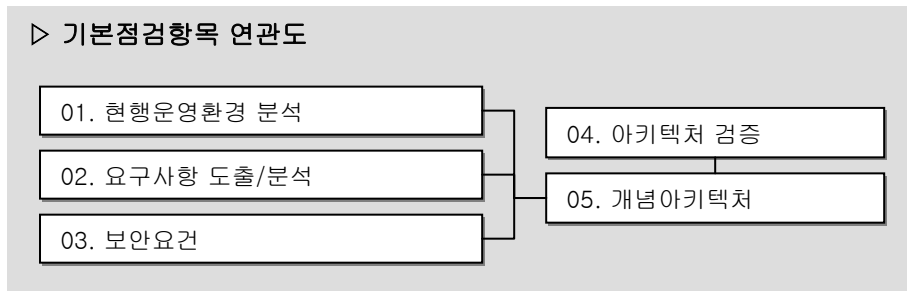 ▷ 기본점검항목 연관도
01. 현행운영환경 분석
02. 요구사항 도출/분석
03. 보안요건
04. 아키텍처 검증
05. 개념아키텍처